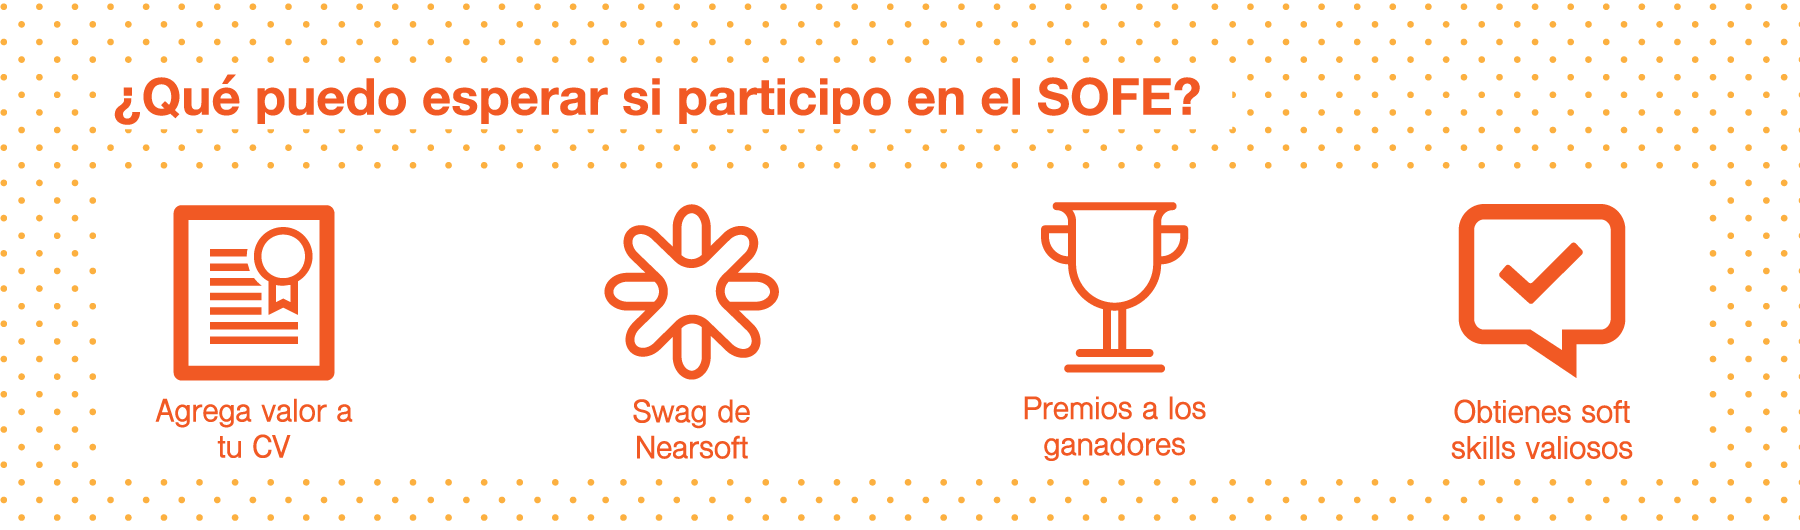 ¿Qué puedo esperar si participo en el SOFE?
Agrega valor a
tu CV
Swag de
Nearsoft
Premios a los
ganadores
Obtienes soft
skills valiosos